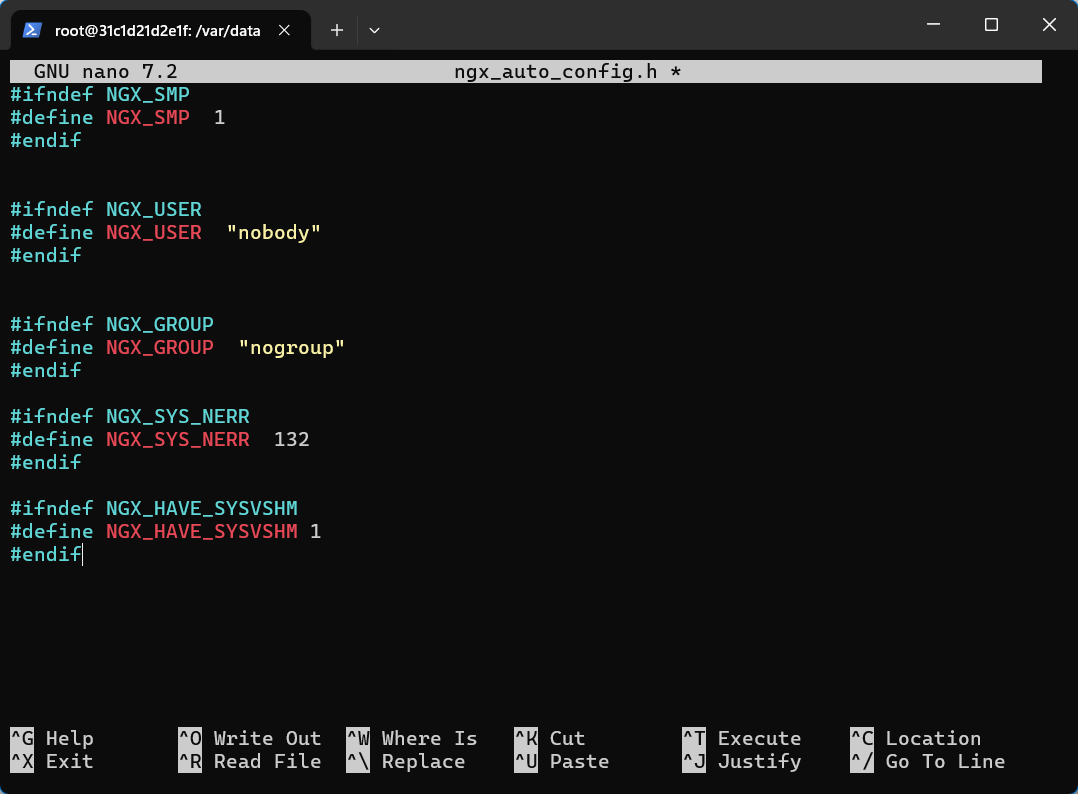 root@31c1d21d2e1f: /var/data
GNU nano 7.2 ngx_auto_config.h *
#ifndef NGX_SMP
#define NGX_SMP  1
#endif
#ifndef NGX_USER
#define NGX_USER  "nobody"
#endif
#ifndef NGX_GROUP
#define NGX_GROUP  "nogroup"
#endif
#ifndef NGX_SYS_NERR
#define NGX_SYS_NERR  132
#endif
#ifndef NGX_HAVE_SYSVSHM
#define NGX_HAVE_SYSVSHM 1
#endif
^G Help ^O Write Out ^W Where Is ^K Cut ^T Execute ^C Location
^X Exit ^R Read File ^\ Replace ^U Paste ^J Justify ^/ Go To Line